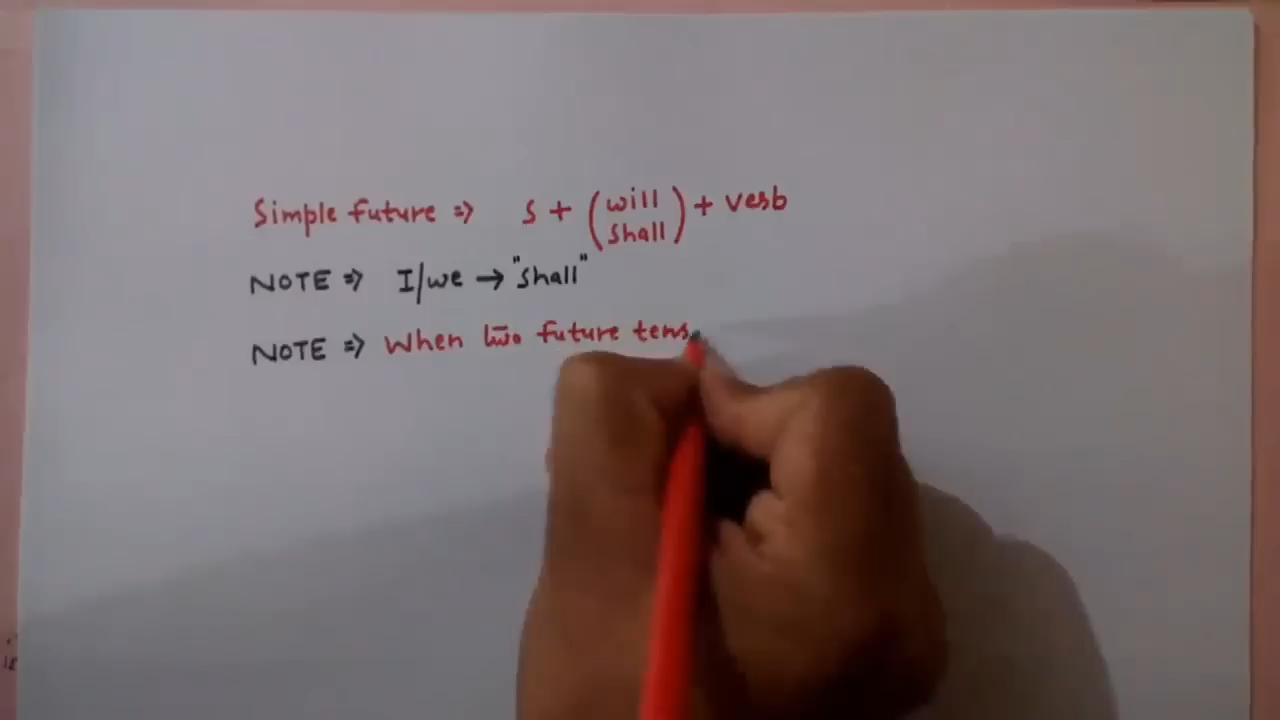 Simple future => S + (will shall) + verb
NOTE => I/we → "shall"
NOTE => When two future tens